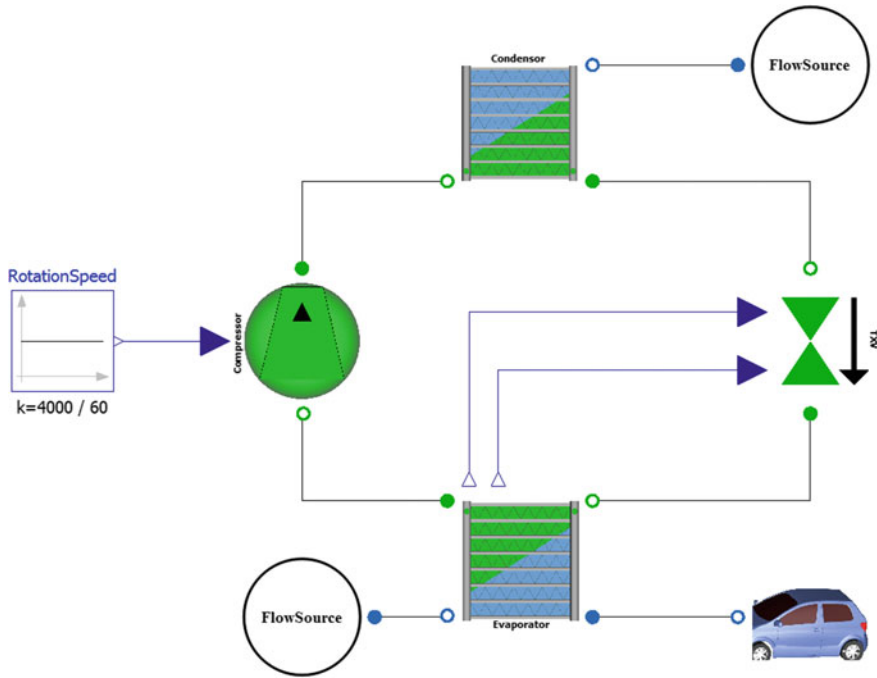 Condensor
FlowSource
RotationSpeed
k=4000 / 60
Compressor
TXV
FlowSource
Evaporator